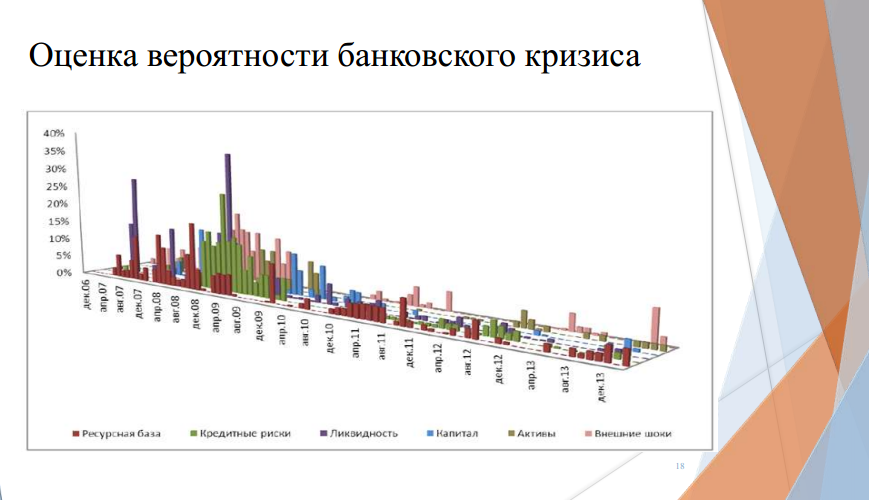 Оценка вероятности банковского кризиса
40%
35%
30%
25%
20%
15%
10%
5%
0%
дек.06
апр.07
авг.07
дек.07
апр.08
авг.08
дек.08
апр.09
авг.09
дек.09
апр.10
авг.10
дек.10
апр.11
авг.11
дек.11
апр.12
авг.12
дек.12
апр.13
авг.13
дек.13
Ресурсная база Кредитные риски Ликвидность Капитал Активы Внешние шоки
18